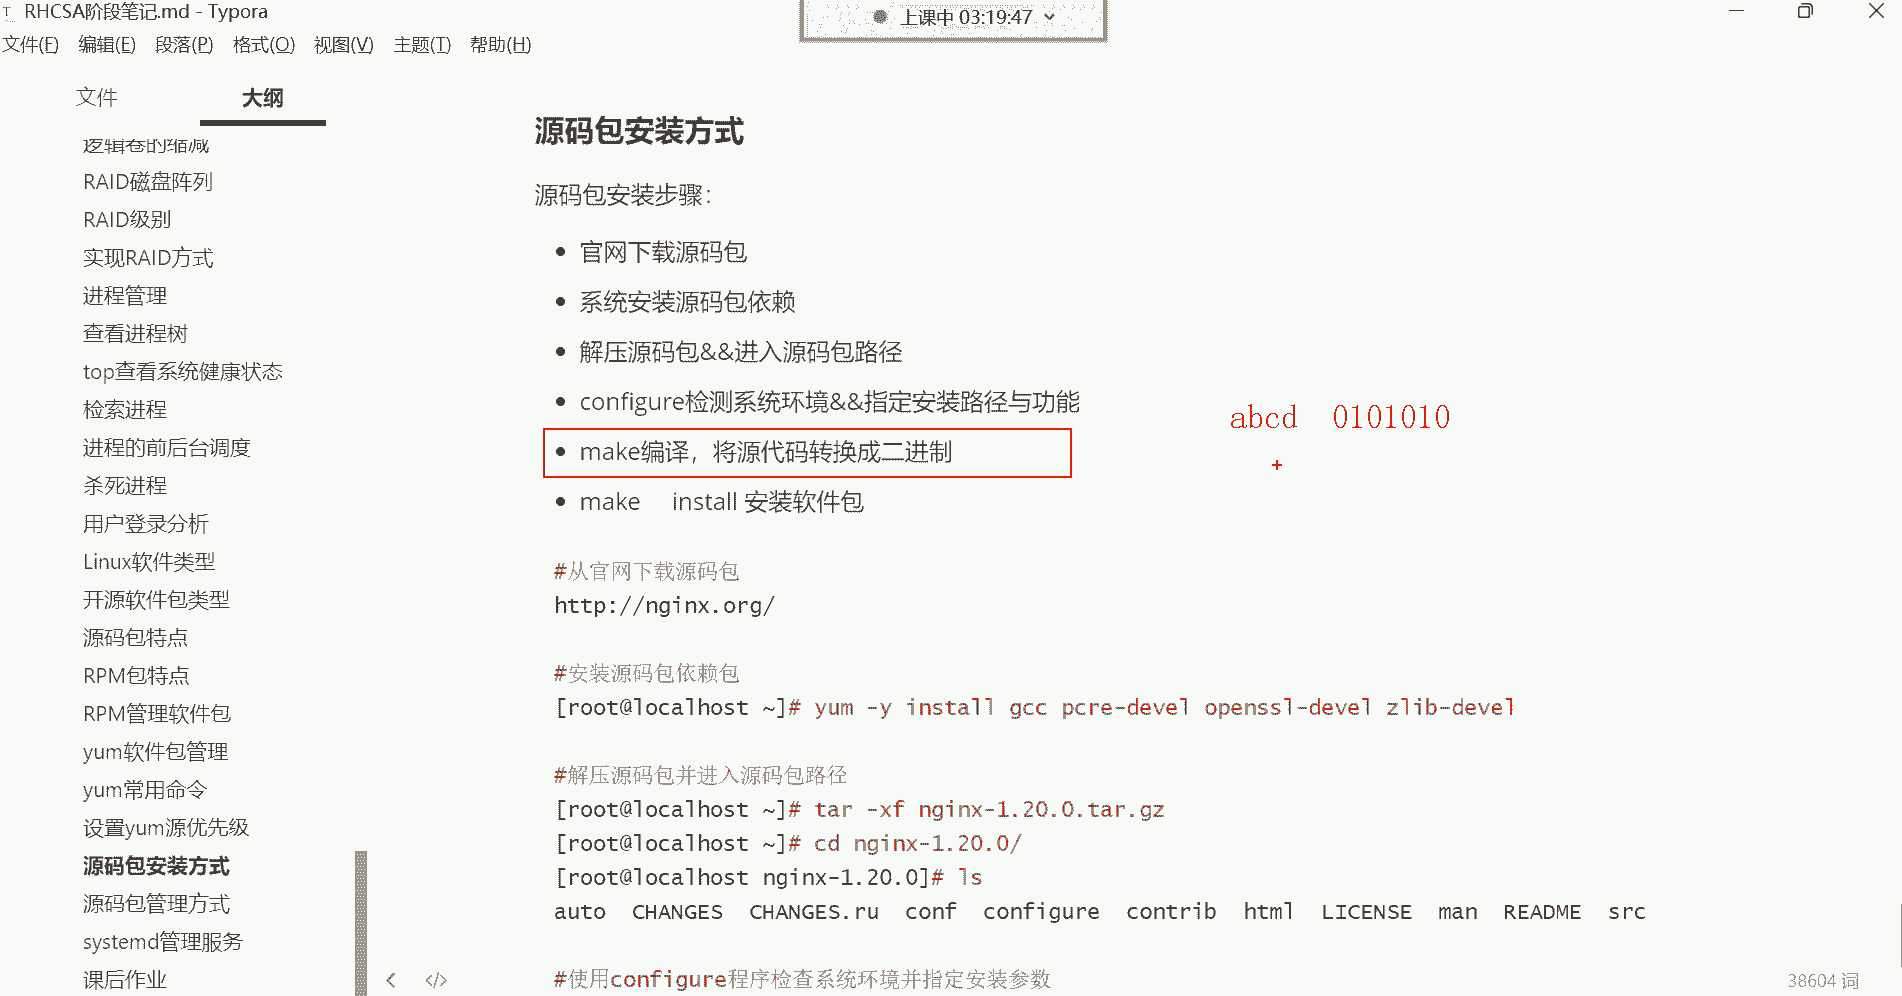 RHCSA阶段笔记.md - Typora
上课中 03:19:47
文件(F) 编辑(E) 段落(P) 格式(O) 视图(V) 主题(T) 帮助(H)
文件 大纲
逻辑卷的缩减
RAID磁盘阵列
RAID级别
实现RAID方式
进程管理
查看进程树
top查看系统健康状态
检索进程
进程的前后台调度
杀死进程
用户登录分析
Linux软件类型
开源软件包类型
源码包特点
RPM包特点
RPM管理软件包
yum软件包管理
yum常用命令
设置yum源优先级
源码包安装方式
源码包管理方式
systemd管理服务
课后作业
源码包安装方式
源码包安装步骤：
官网下载源码包
系统安装源码包依赖
解压源码包&&进入源码包路径
configure检测系统环境&&指定安装路径与功能
make编译，将源代码转换成二进制
make install 安装软件包
abcd 0101010
#从官网下载源码包
http://nginx.org/
#安装源码包依赖包
[root@localhost ~]# yum -y install gcc pcre-devel openssl-devel zlib-devel
#解压源码包并进入源码包路径
[root@localhost ~]# tar -xf nginx-1.20.0.tar.gz
[root@localhost ~]# cd nginx-1.20.0/
[root@localhost nginx-1.20.0]# ls
auto CHANGES CHANGES.ru conf configure contrib html LICENSE man README src
#使用configure程序检查系统环境并指定安装参数
38604 词